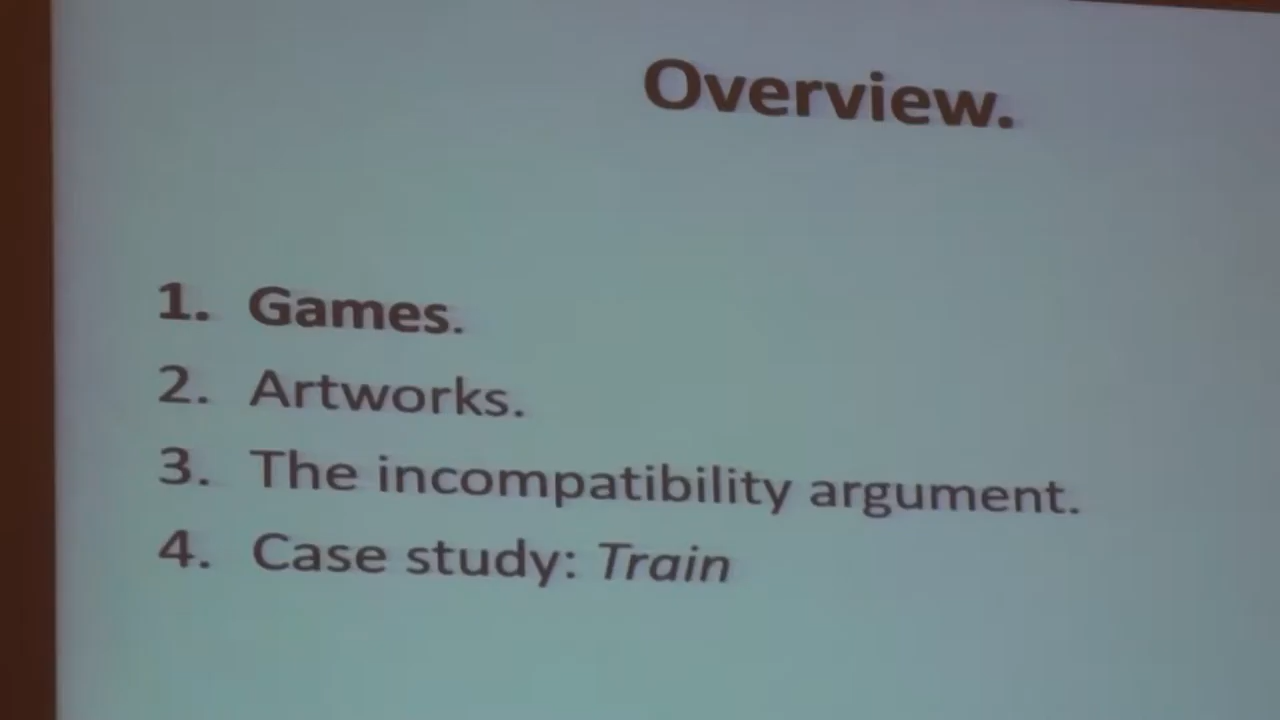 Overview.
1. Games.
2. Artworks.
3. The incompatibility argument.
4. Case study: Train